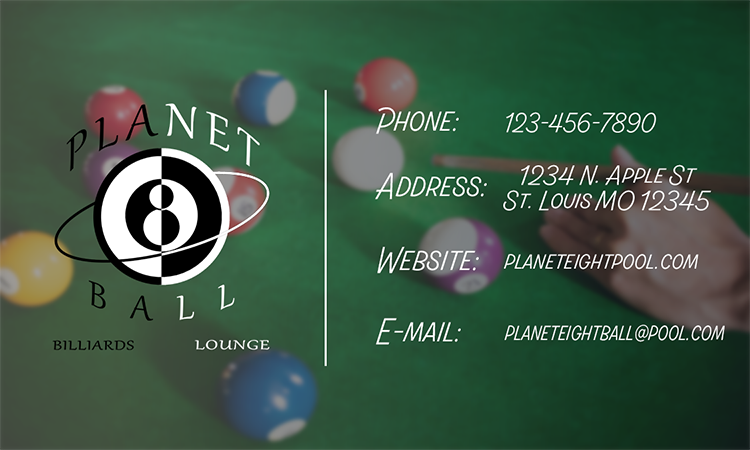 PLANET
8
BALL
BILLIARDS LOUNGE
PHONE: 123-456-7890
ADDRESS: 1234 N. APPLE ST
ST. LOUIS MO 12345
WEBSITE: PLANETEIGHTPOOL.COM
E-MAIL: PLANETEIGHTBALL@POOL.COM